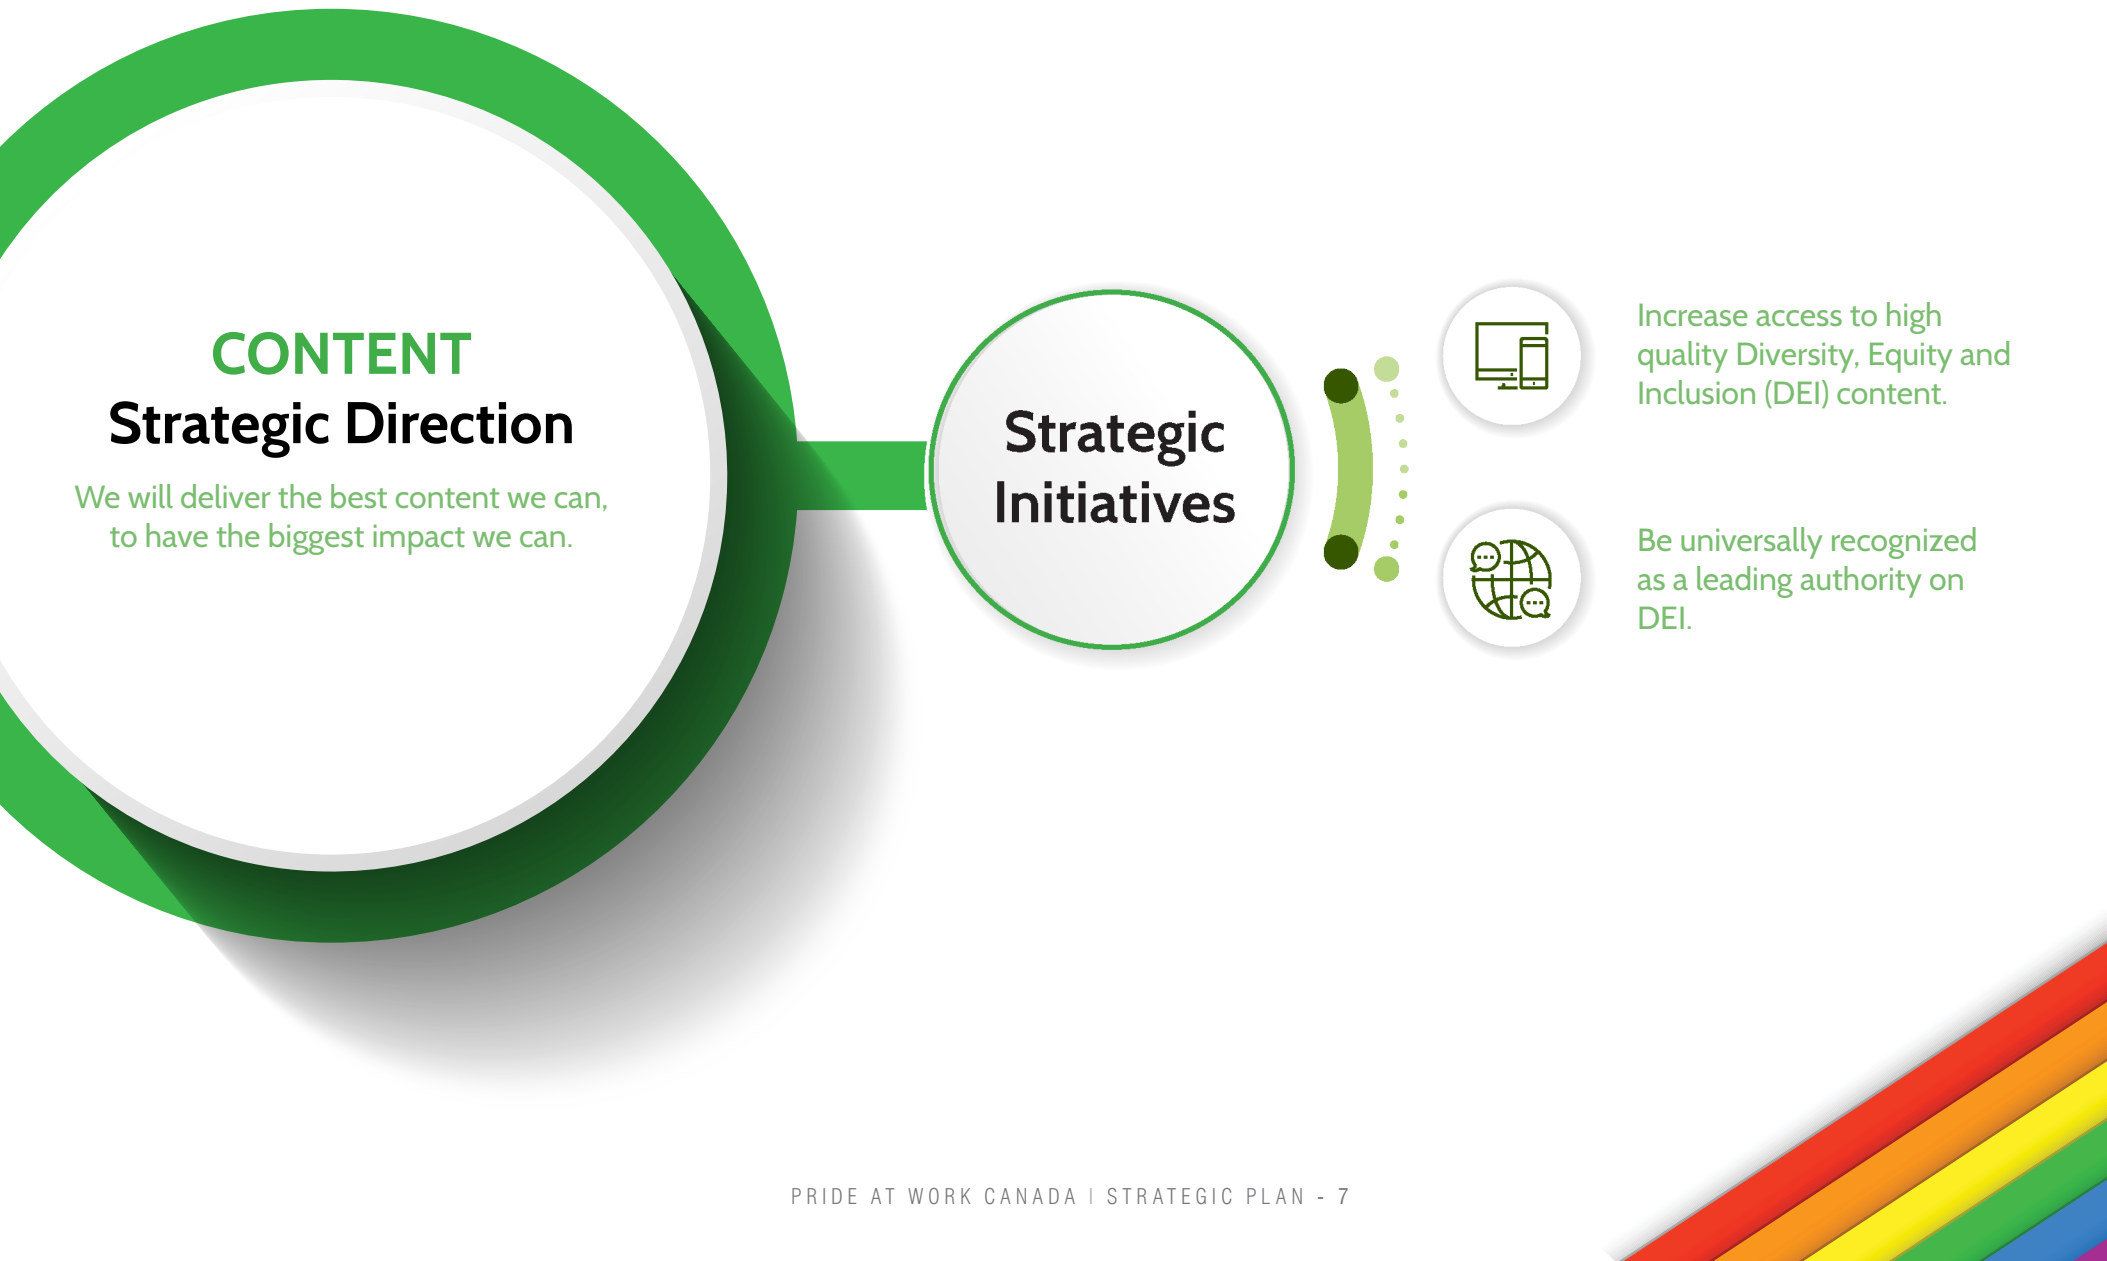 CONTENT
Strategic Direction
We will deliver the best content we can,
to have the biggest impact we can.
Strategic
Initiatives
Increase access to high
quality Diversity, Equity and
Inclusion (DEI) content.
Be universally recognized
as a leading authority on
DEI.
PRIDE AT WORK CANADA | STRATEGIC PLAN - 7